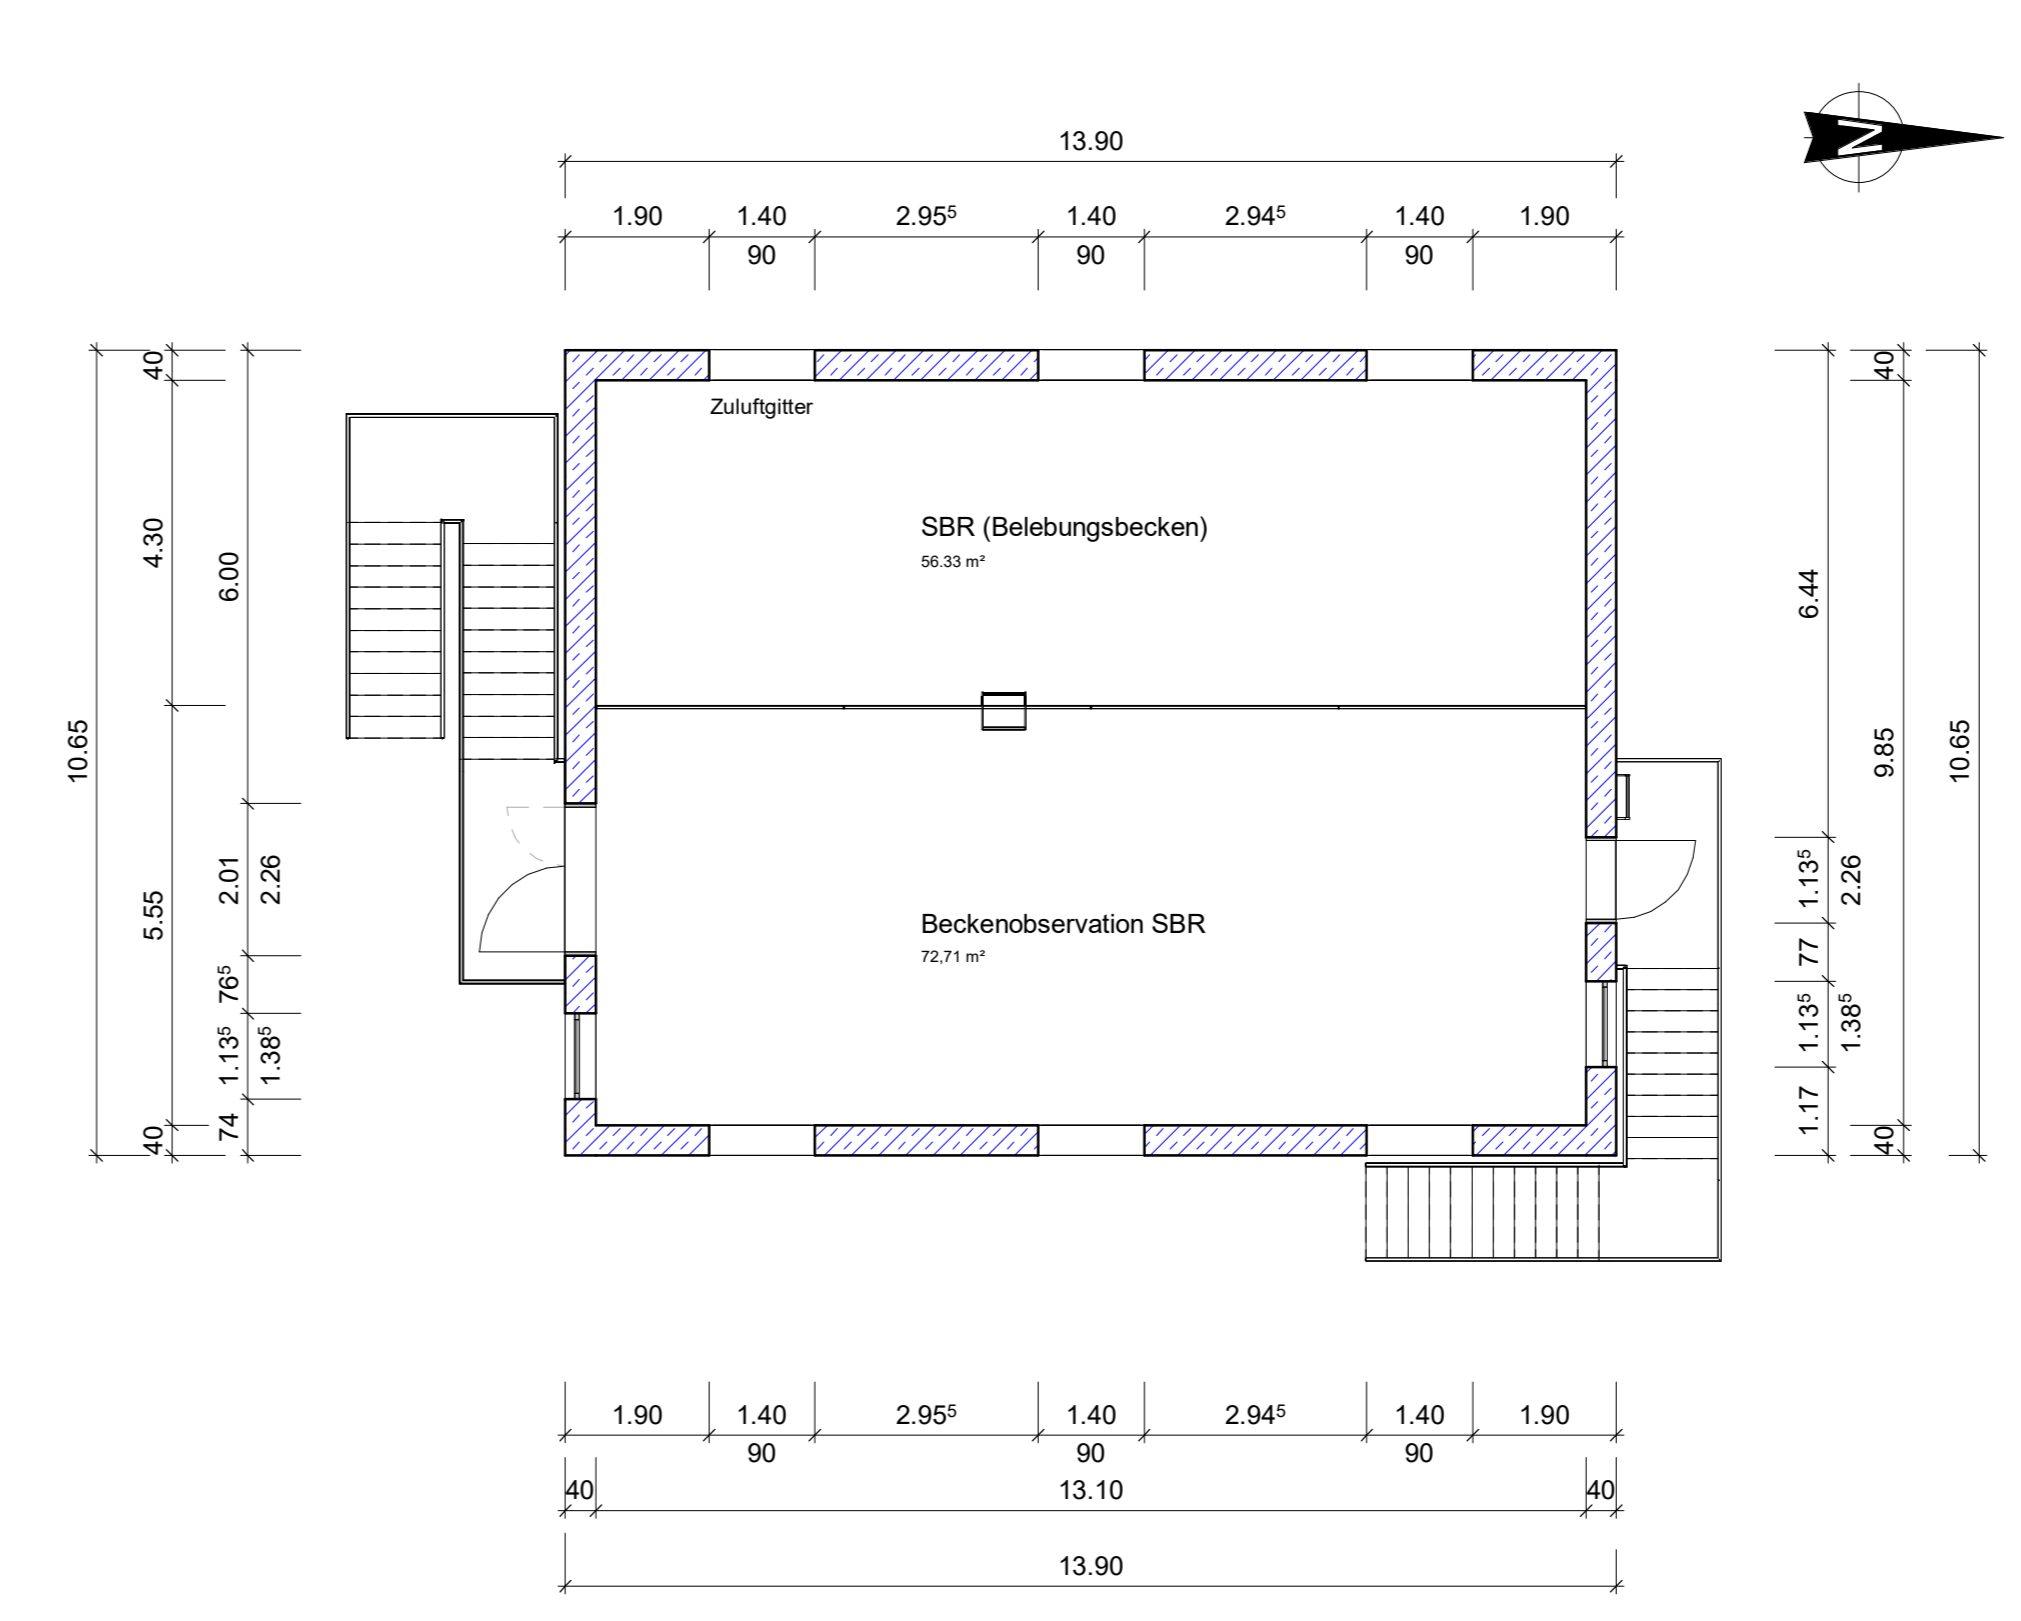 N
13.90
1.90 1.40 2.95⁵ 1.40 2.94⁵ 1.40 1.90
90 90 90
40
4.30
5.55
40
10.65
6.00
2.01
2.26
76⁵
1.13⁵
1.38⁵
74
Zuluftgitter
SBR (Belebungsbecken)
56.33 m²
Beckenobservation SBR
72,71 m²
6.44
1.13⁵
2.26
77
1.13⁵
1.38⁵
1.17
40
9.85
40
10.65
1.90 1.40 2.95⁵ 1.40 2.94⁵ 1.40 1.90
90 90 90
40 13.10 40
13.90